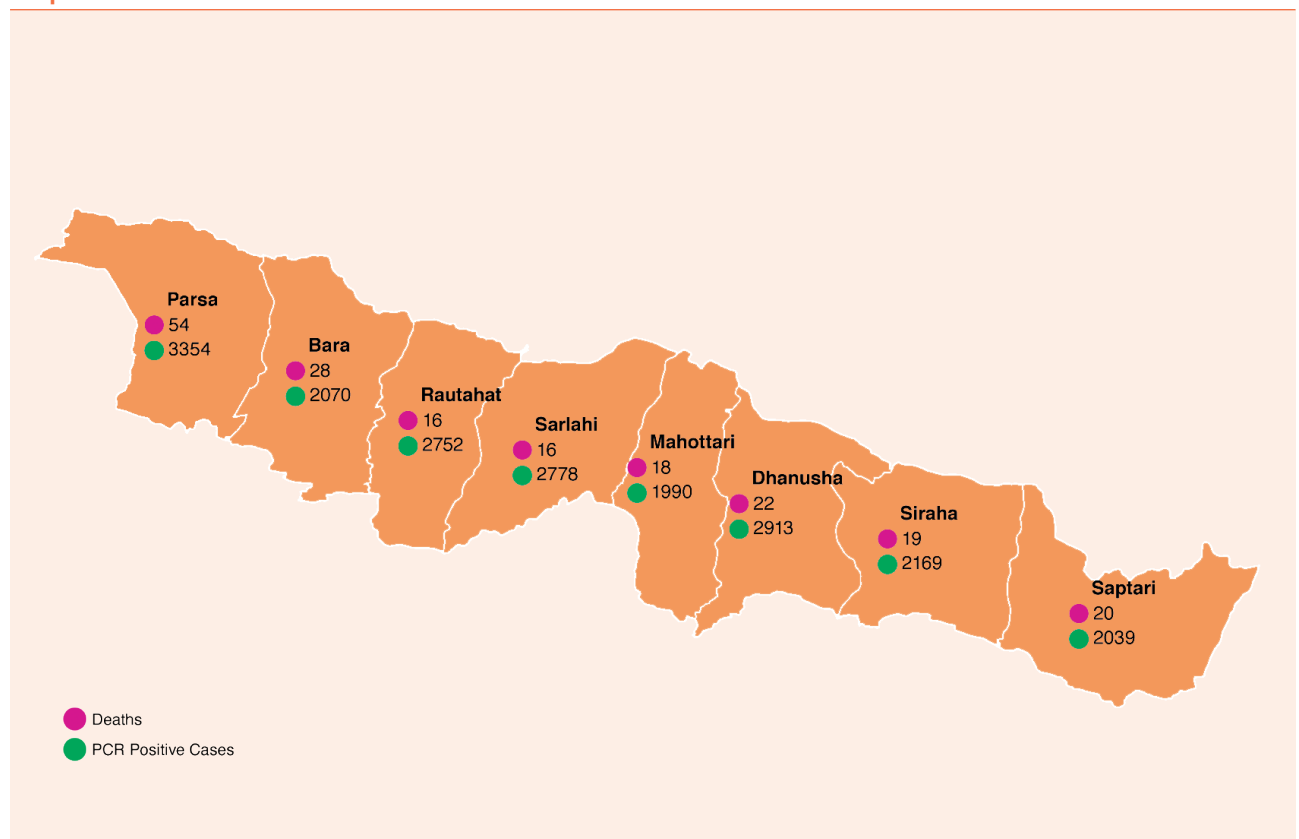 Parsa
54
3354
Bara
28
2070
Rautahat
16
2752
Sarlahi
16
2778
Mahottari
18
1990
Dhanusha
22
2913
Siraha
19
2169
Saptari
20
2039
Deaths
PCR Positive Cases